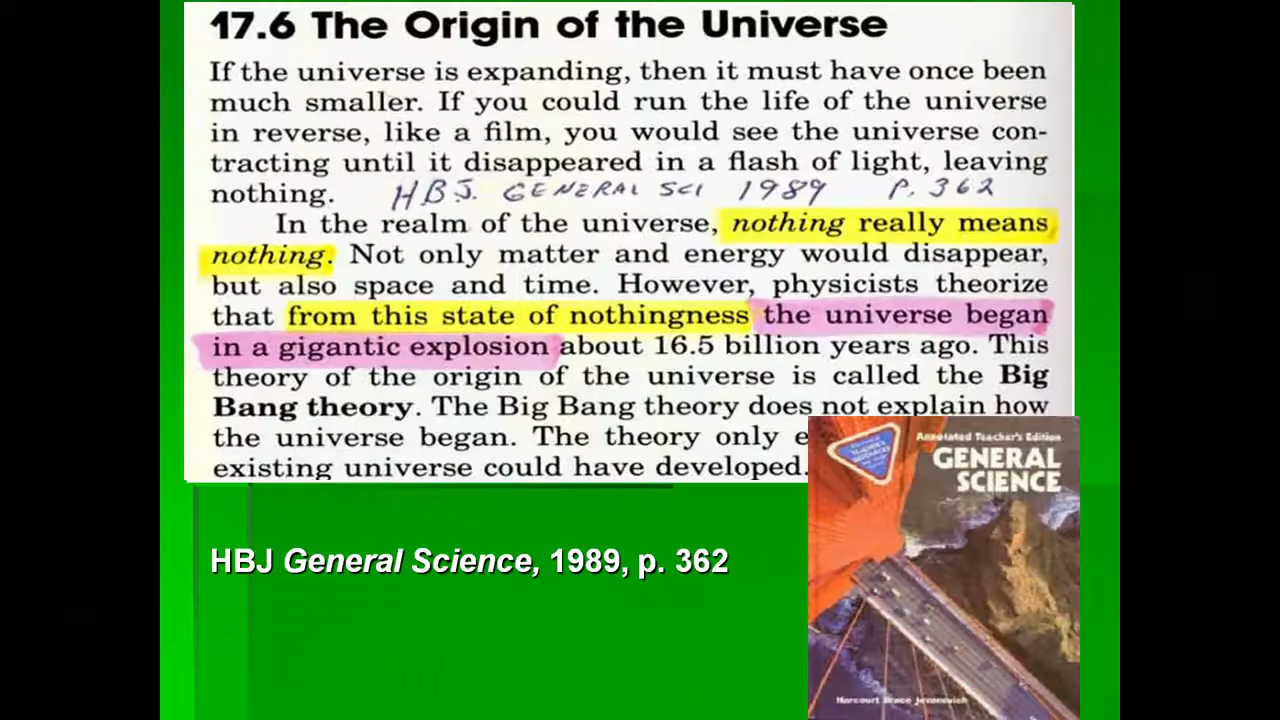 17.6 The Origin of the Universe
If the universe is expanding, then it must have once been
much smaller. If you could run the life of the universe
in reverse, like a film, you would see the universe con-
tracting until it disappeared in a flash of light, leaving
nothing. HBJ. GENERAL SCI 1989 P. 362
In the realm of the universe, nothing really means
nothing. Not only matter and energy would disappear,
but also space and time. However, physicists theorize
that from this state of nothingness the universe began
in a gigantic explosion about 16.5 billion years ago. This
theory of the origin of the universe is called the Big
Bang theory. The Big Bang theory does not explain how
the universe began. The theory only e
existing universe could have developed.
Annotated Teacher's Edition
GENERAL
SCIENCE
Harcourt Brace Jovanovich
HBJ General Science, 1989, p. 362